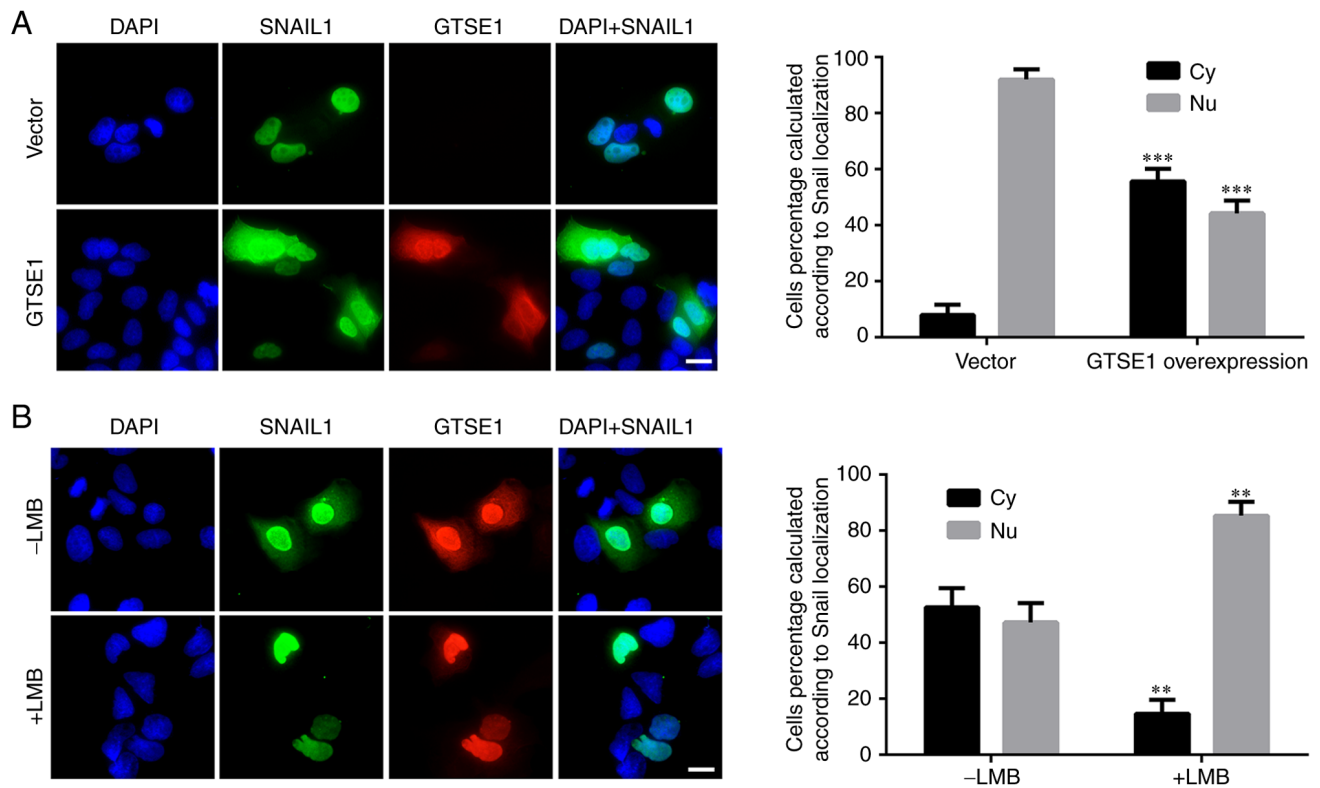 A
DAPI SNAIL1 GTSE1 DAPI+SNAIL1
Vector
GTSE1
Cells percentage calculated
according to Snail localization
100
80
60
40
20
0
Cy
Nu
***
***
Vector GTSE1 overexpression
B
DAPI SNAIL1 GTSE1 DAPI+SNAIL1
–LMB
+LMB
Cells percentage calculated
according to Snail localization
100
80
60
40
20
0
Cy
Nu
**
**
–LMB +LMB